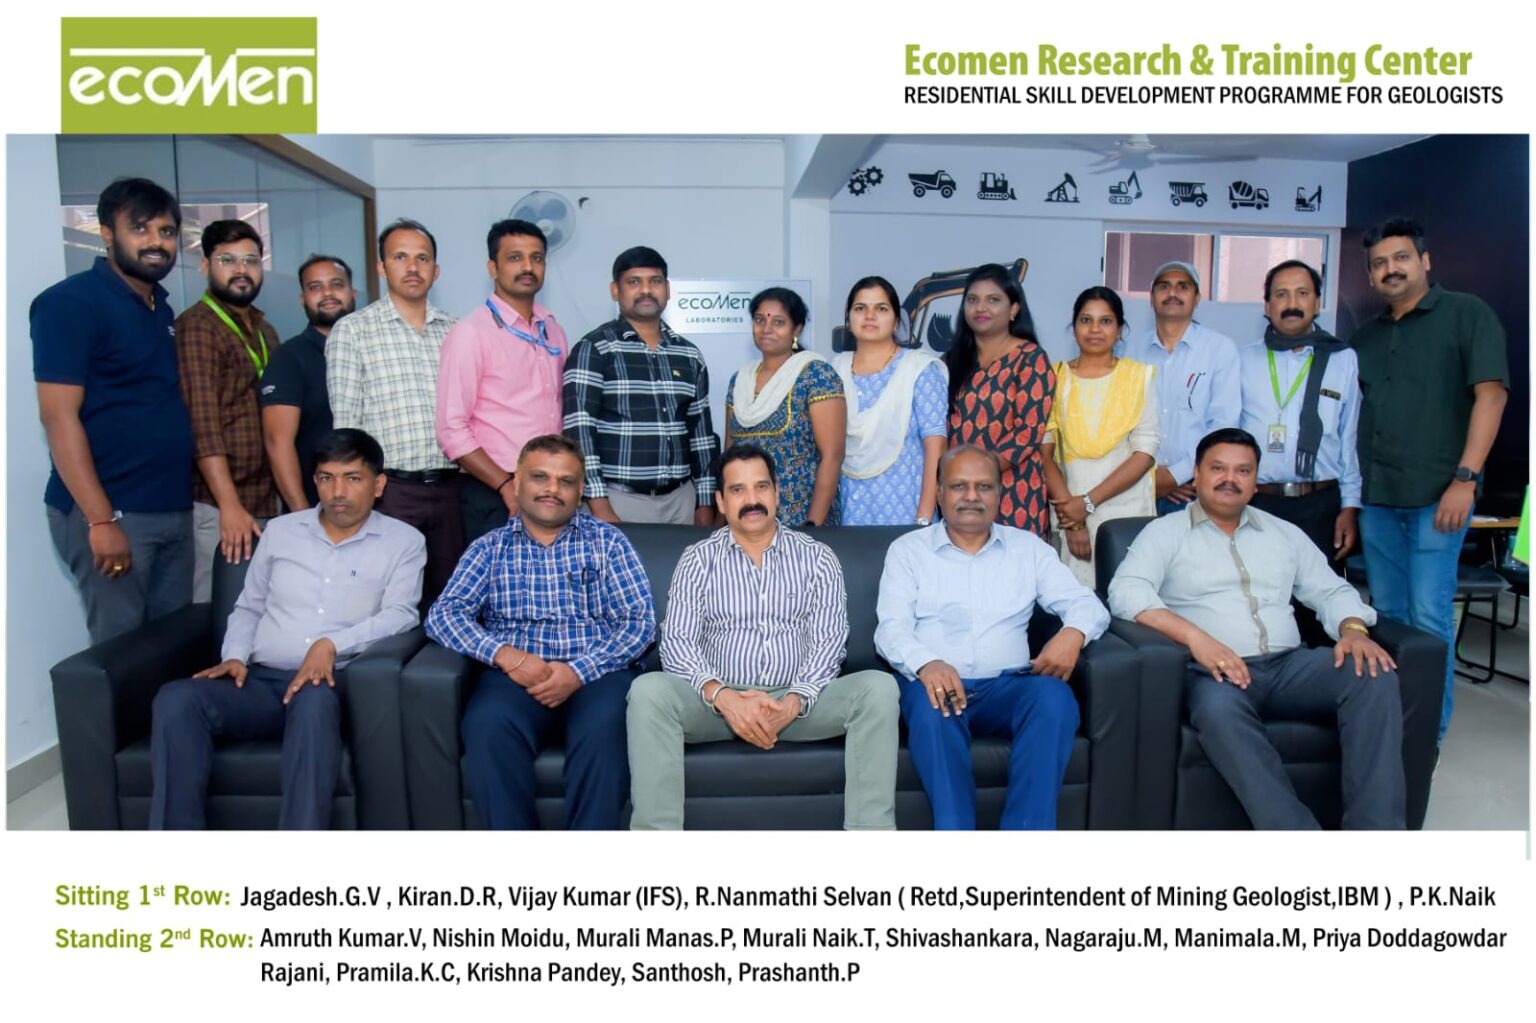 ecoMen
Ecomen Research & Training Center
RESIDENTIAL SKILL DEVELOPMENT PROGRAMME FOR GEOLOGISTS
ecoMen
LABORATORIES
Sitting 1st Row: Jagadesh.G.V , Kiran.D.R, Vijay Kumar (IFS), R.Nanmathi Selvan ( Retd,Superintendent of Mining Geologist,IBM ) , P.K.Naik
Standing 2nd Row: Amruth Kumar.V, Nishin Moidu, Murali Manas.P, Murali Naik.T, Shivashankara, Nagaraju.M, Manimala.M, Priya Doddagowdar
Rajani, Pramila.K.C, Krishna Pandey, Santhosh, Prashanth.P